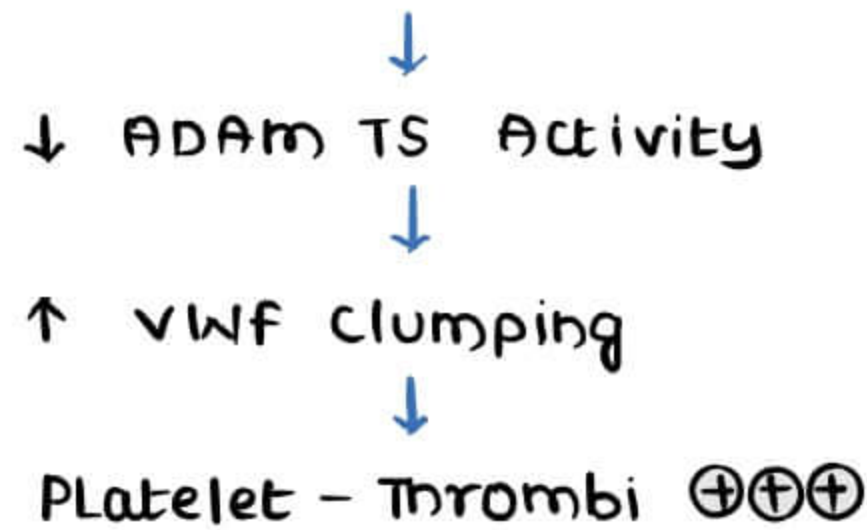 ↓ ADAm TS Activity
↑ VWf Clumping
PLatelet - Thrombi ⊕⊕⊕